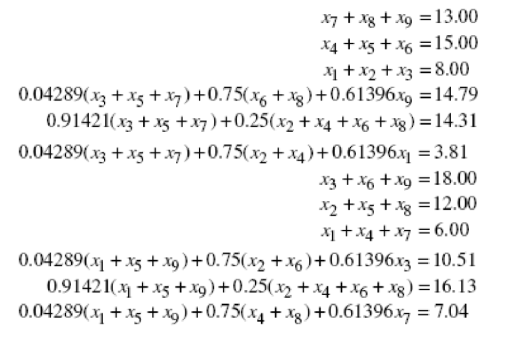 x₇ + x₈ + x₉ = 13.00
x₄ + x₅ + x₆ = 15.00
x₁ + x₂ + x₃ = 8.00
0.04289(x₃ + x₅ + x₇) + 0.75(x₆ + x₈) + 0.61396x₉ = 14.79
0.91421(x₃ + x₅ + x₇) + 0.25(x₂ + x₄ + x₆ + x₈) = 14.31
0.04289(x₃ + x₅ + x₇) + 0.75(x₂ + x₄) + 0.61396x₁ = 3.81
x₃ + x₆ + x₉ = 18.00
x₂ + x₅ + x₈ = 12.00
x₁ + x₄ + x₇ = 6.00
0.04289(x₁ + x₅ + x₉) + 0.75(x₂ + x₆) + 0.61396x₃ = 10.51
0.91421(x₁ + x₅ + x₉) + 0.25(x₂ + x₄ + x₆ + x₈) = 16.13
0.04289(x₁ + x₅ + x₉) + 0.75(x₄ + x₈) + 0.61396x₇ = 7.04